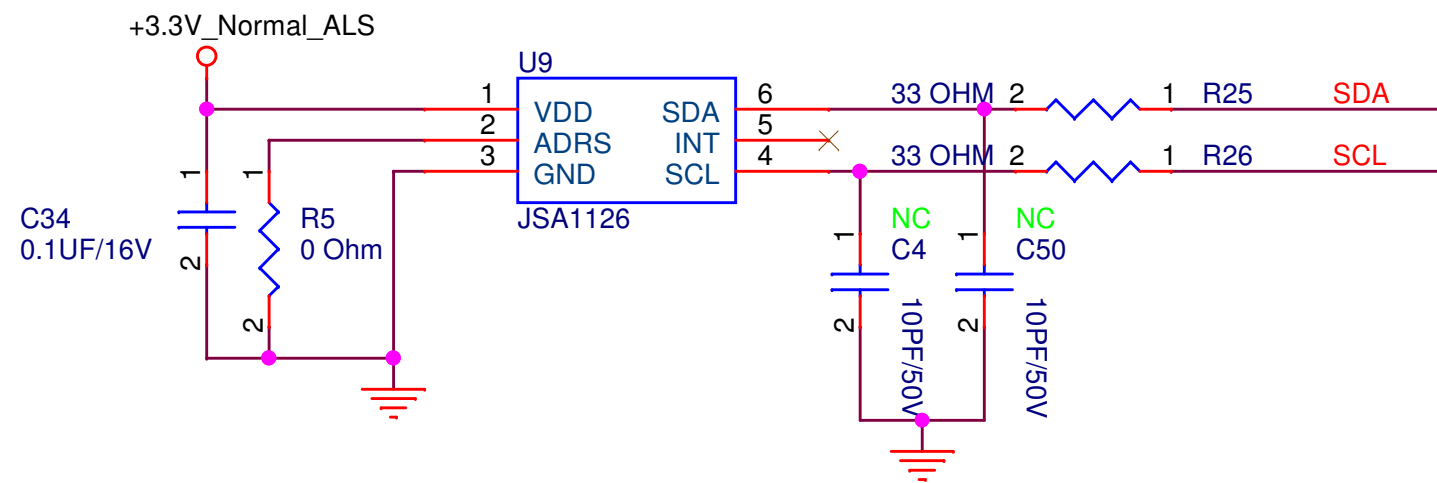 +3.3V_Normal_ALS
U9
1
VDD
SDA
6
33 OHM
2
1
R25
SDA
2
ADRS
INT
5
3
GND
SCL
4
33 OHM
2
1
R26
SCL
JSA1126
1
C34
0.1UF/16V
2
1
R5
0 Ohm
2
NC
C4
1
2
10PF/50V
NC
C50
1
2
10PF/50V